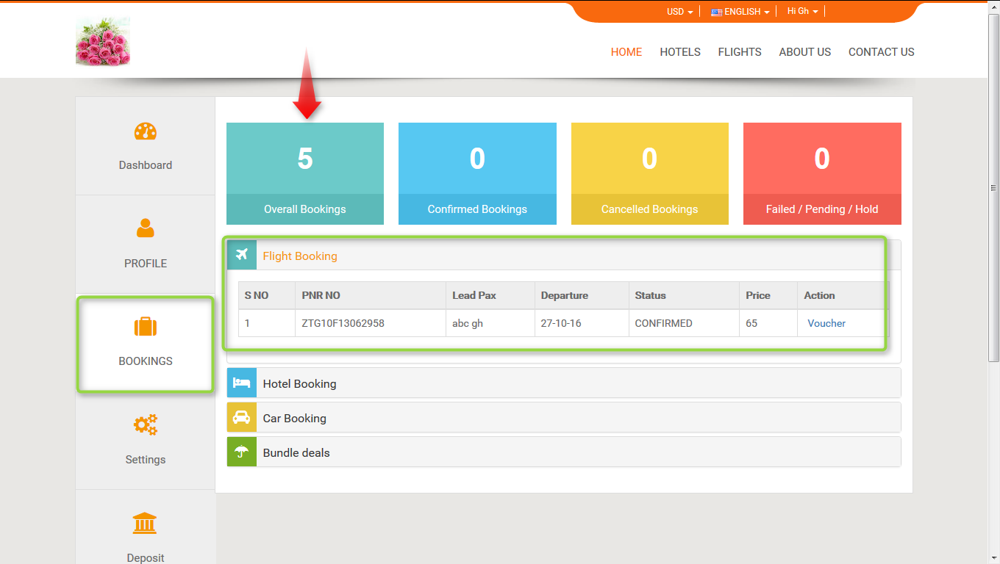 USD ENGLISH Hi Gh
HOME HOTELS FLIGHTS ABOUT US CONTACT US
Dashboard
PROFILE
BOOKINGS
Settings
Deposit
5 0 0 0
Overall Bookings Confirmed Bookings Cancelled Bookings Failed / Pending / Hold
Flight Booking
S NO PNR NO Lead Pax Departure Status Price Action
1 ZTG10F13062958 abc gh 27-10-16 CONFIRMED 65 Voucher
Hotel Booking
Car Booking
Bundle deals